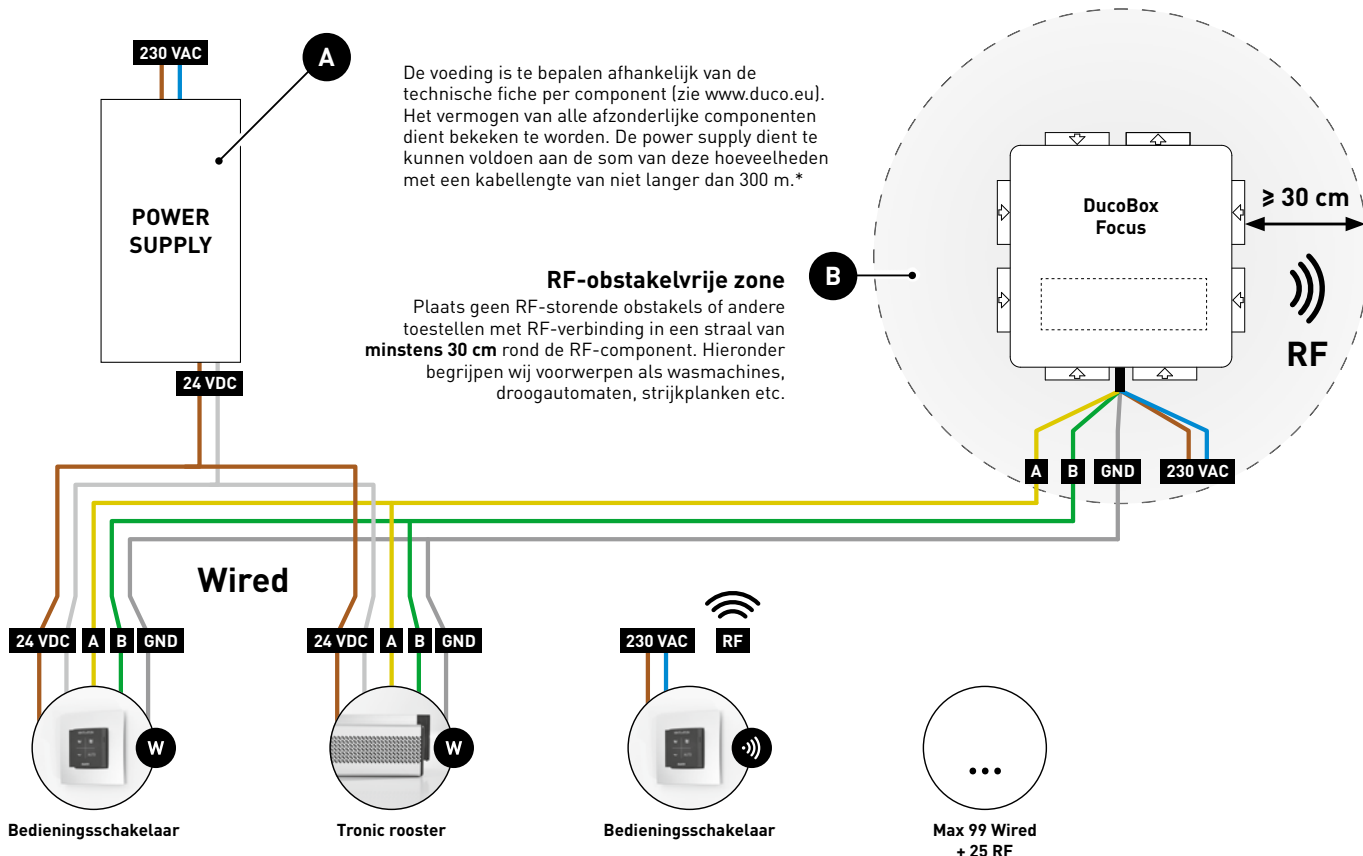 230 VAC
A
De voeding is te bepalen afhankelijk van de
technische fiche per component (zie www.duco.eu).
Het vermogen van alle afzonderlijke componenten
dient bekeken te worden. De power supply dient te
kunnen voldoen aan de som van deze hoeveelheden
met een kabellengte van niet langer dan 300 m.*
POWER
SUPPLY
24 VDC
RF-obstakelvrije zone
B
Plaats geen RF-storende obstakels of andere
toestellen met RF-verbinding in een straal van
minstens 30 cm rond de RF-component. Hieronder
begrijpen wij voorwerpen als wasmachines,
droogautomaten, strijkplanken etc.
DucoBox
Focus
≥ 30 cm
RF
A B GND 230 VAC
Wired
24 VDC A B GND
24 VDC A B GND
230 VAC RF
W
W
Bedieningsschakelaar
Tronic rooster
Bedieningsschakelaar
...
Max 99 Wired
+ 25 RF